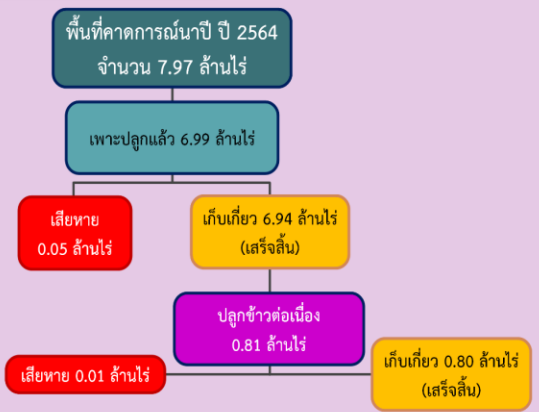 พื้นที่คาดการณ์นาปี ปี 2564
จำนวน 7.97 ล้านไร่
เพาะปลูกแล้ว 6.99 ล้านไร่
เสียหาย
0.05 ล้านไร่
เก็บเกี่ยว 6.94 ล้านไร่
(เสร็จสิ้น)
ปลูกข้าวต่อเนื่อง
0.81 ล้านไร่
เสียหาย 0.01 ล้านไร่
เก็บเกี่ยว 0.80 ล้านไร่
(เสร็จสิ้น)